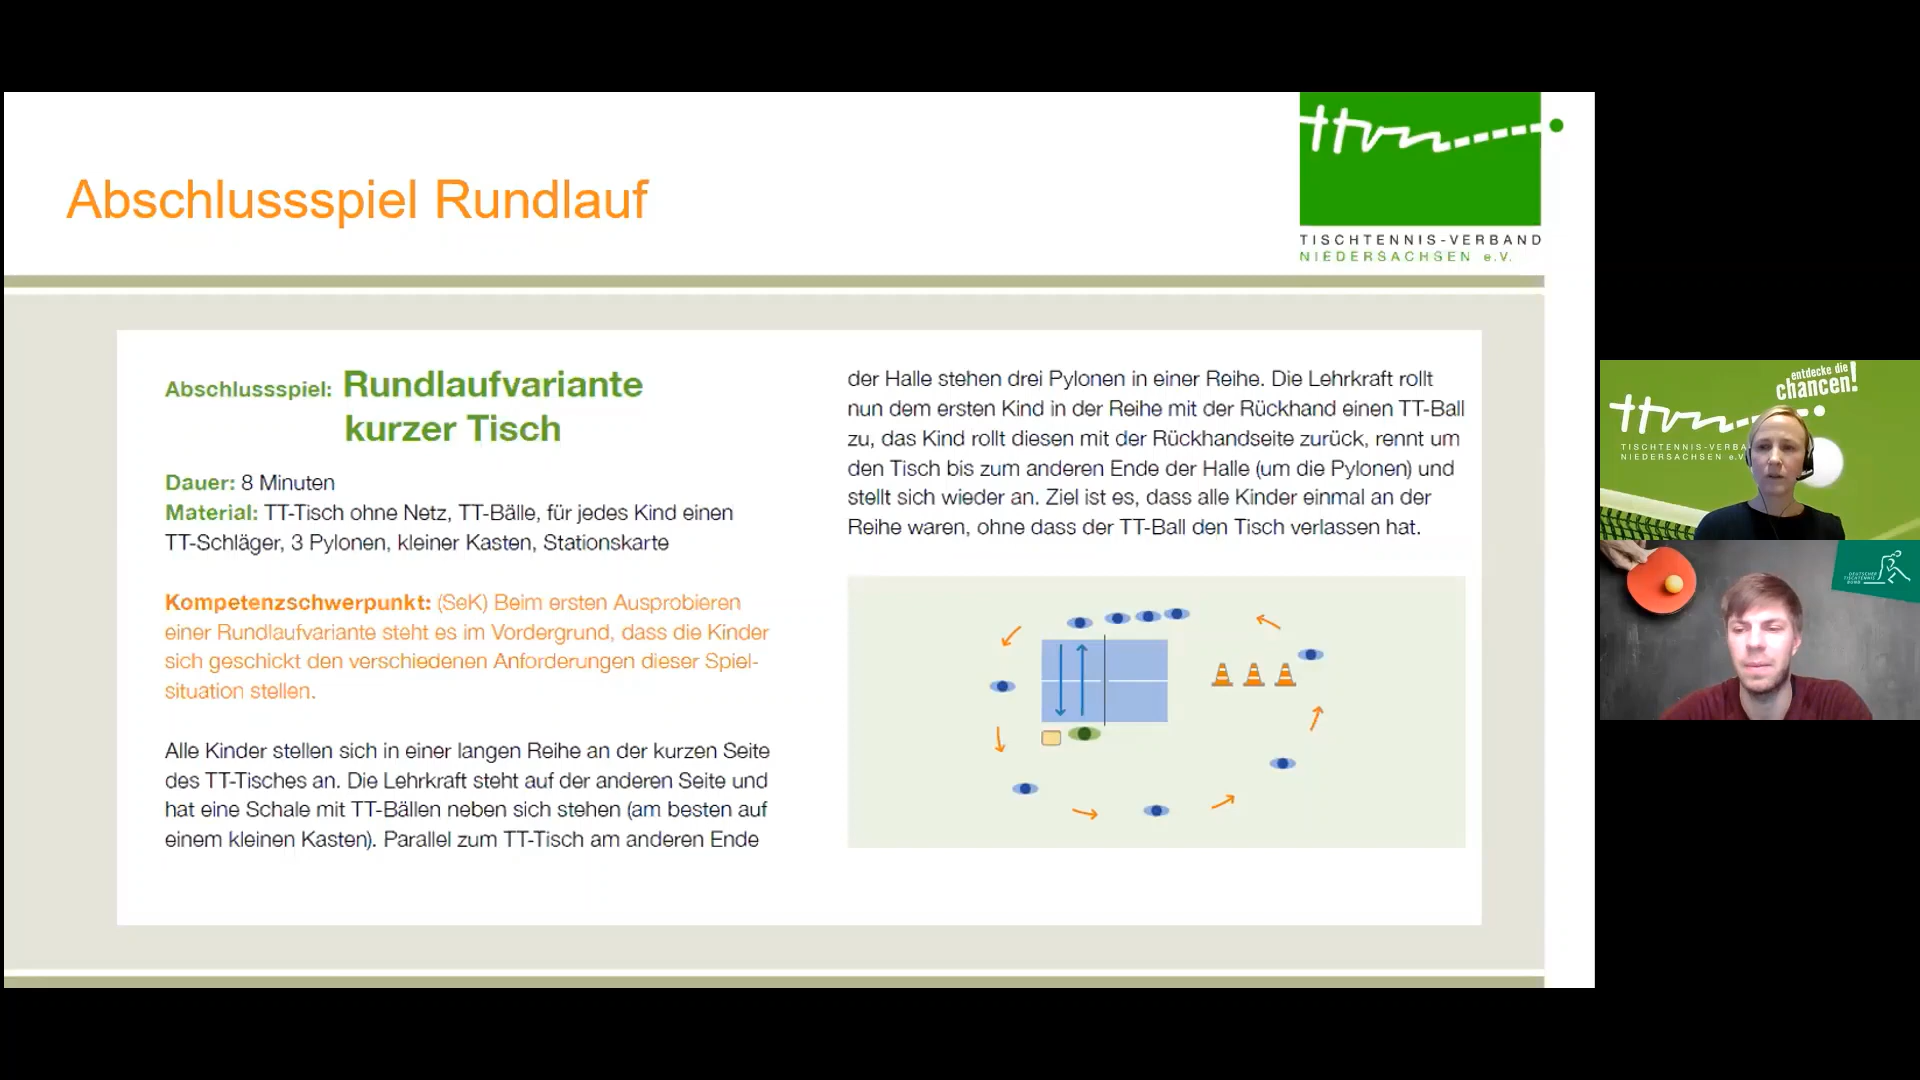 Abschlussspiel Rundlauf
ttvn
TISCHTENNIS-VERBAND
NIEDERSACHSEN e.V.
Abschlussspiel: Rundlaufvariante
kurzer Tisch
Dauer: 8 Minuten
Material: TT-Tisch ohne Netz, TT-Bälle, für jedes Kind einen
TT-Schläger, 3 Pylonen, kleiner Kasten, Stationskarte
Kompetenzschwerpunkt: (SeK) Beim ersten Ausprobieren
einer Rundlaufvariante steht es im Vordergrund, dass die Kinder
sich geschickt den verschiedenen Anforderungen dieser Spiel-
situation stellen.
Alle Kinder stellen sich in einer langen Reihe an der kurzen Seite
des TT-Tisches an. Die Lehrkraft steht auf der anderen Seite und
hat eine Schale mit TT-Bällen neben sich stehen (am besten auf
einem kleinen Kasten). Parallel zum TT-Tisch am anderen Ende
der Halle stehen drei Pylonen in einer Reihe. Die Lehrkraft rollt
nun dem ersten Kind in der Reihe mit der Rückhand einen TT-Ball
zu, das Kind rollt diesen mit der Rückhandseite zurück, rennt um
den Tisch bis zum anderen Ende der Halle (um die Pylonen) und
stellt sich wieder an. Ziel ist es, dass alle Kinder einmal an der
Reihe waren, ohne dass der TT-Ball den Tisch verlassen hat.
entdecke die
chancen!
ttvn
TISCHTENNIS-VERBA
NIEDERSACHSEN e.V.
DEUTSCHER
TISCHTENNIS
BUND